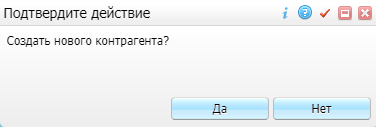 Подтвердите действие
Создать нового контрагента?
Да
Нет